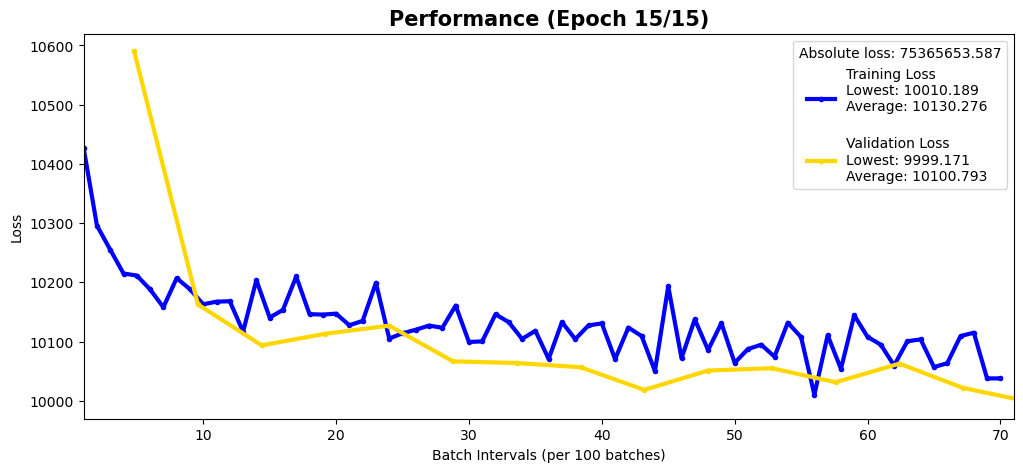 Performance (Epoch 15/15)
Absolute loss: 75365653.587
Training Loss
Lowest: 10010.189
Average: 10130.276
Validation Loss
Lowest: 9999.171
Average: 10100.793
Loss
10600
10500
10400
10300
10200
10100
10000
10 20 30 40 50 60 70
Batch Intervals (per 100 batches)